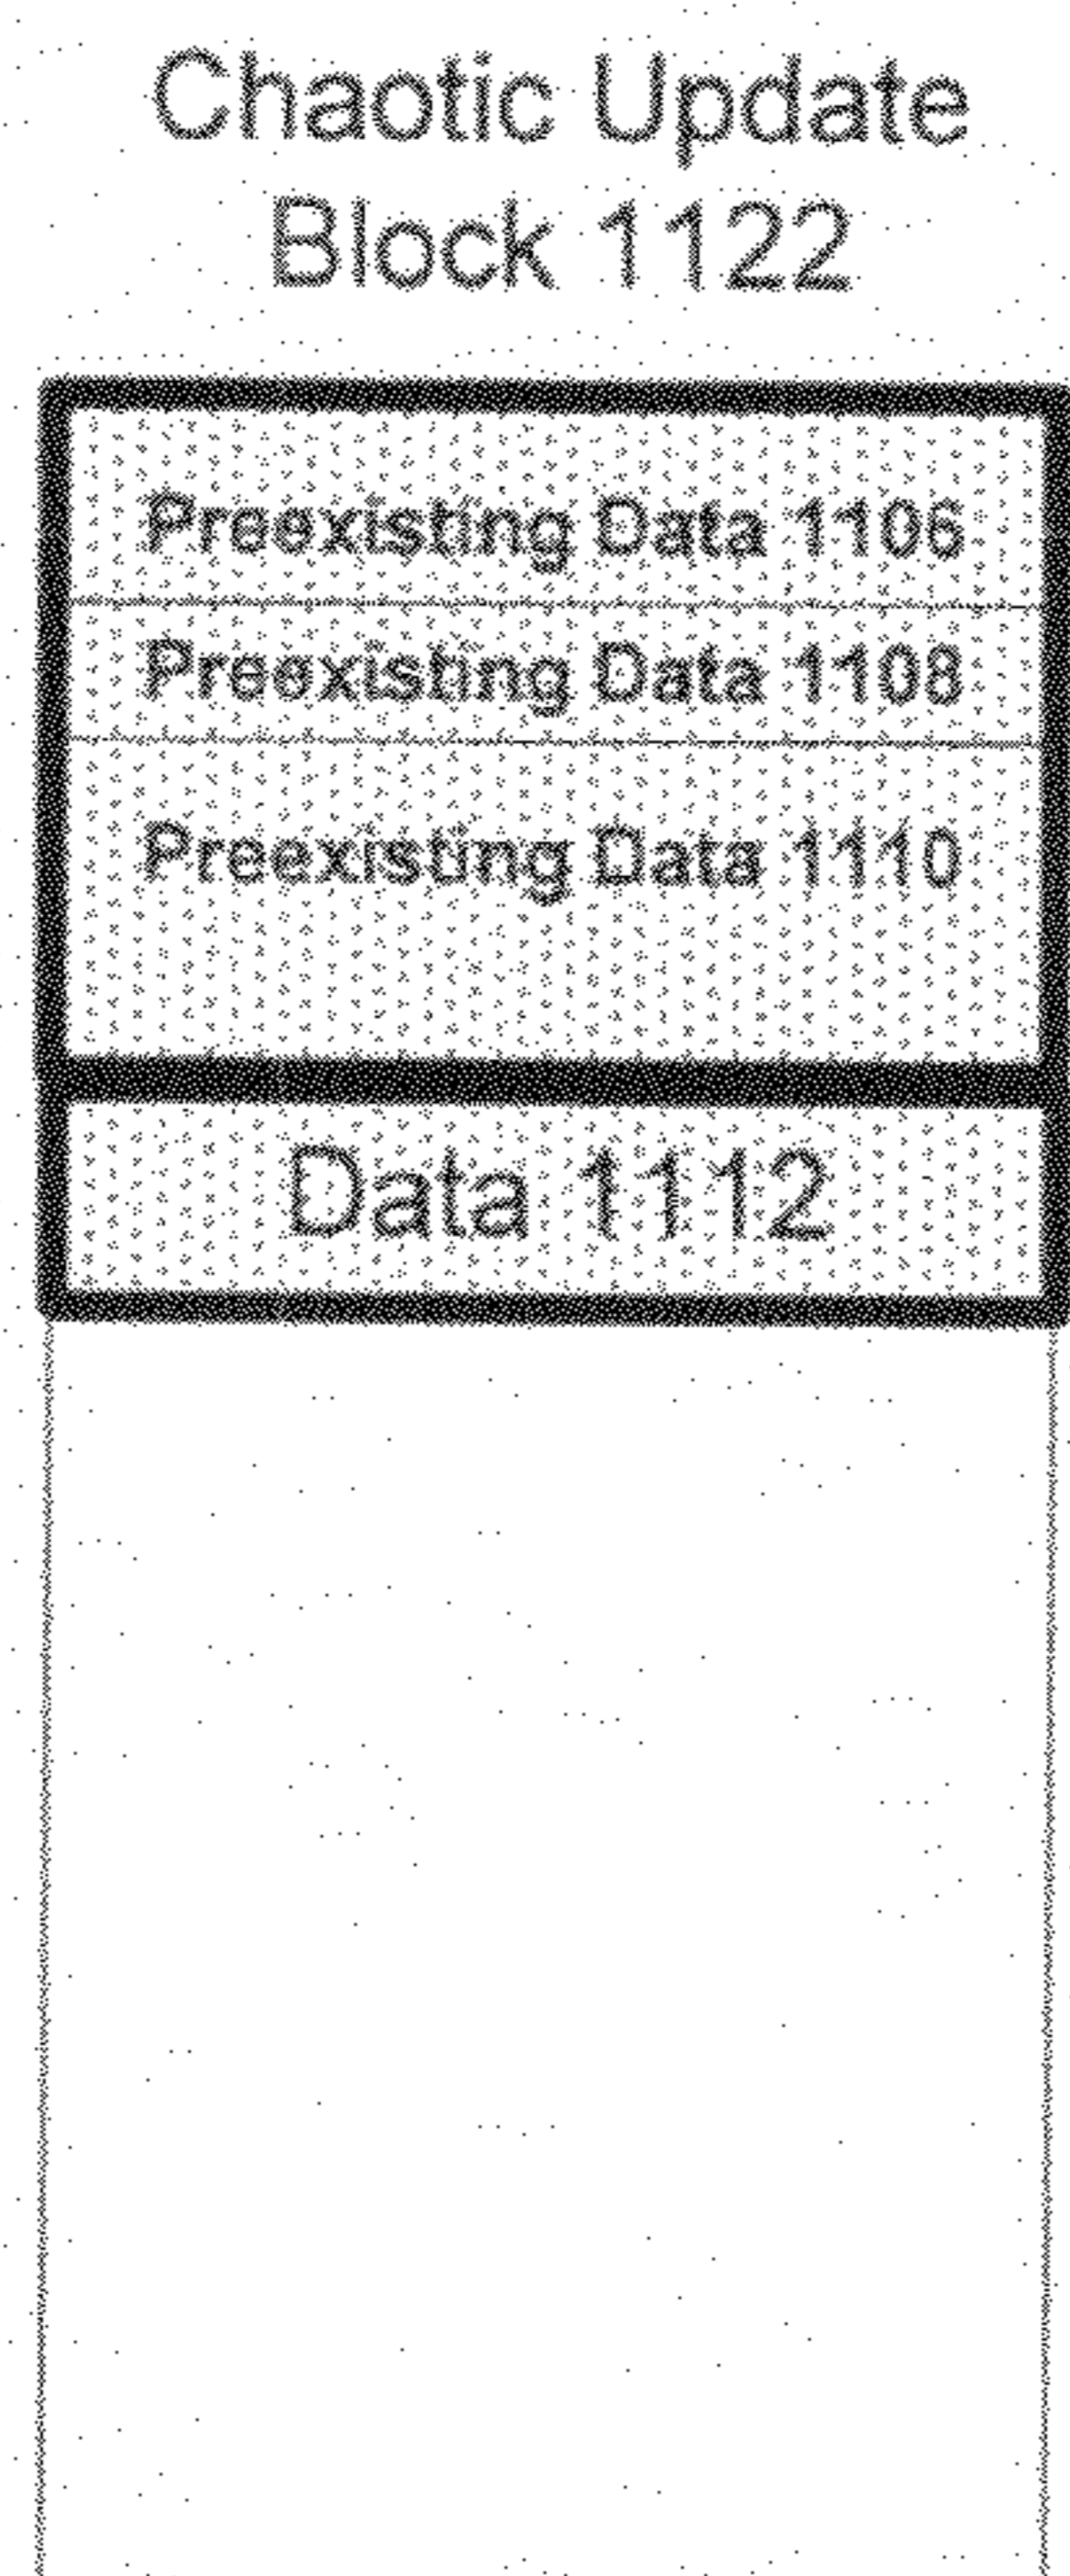 Chaotic Update
Block 1122
Preexisting Data 1106
Preexisting Data 1108
Preexisting Data 1110
Data 1112